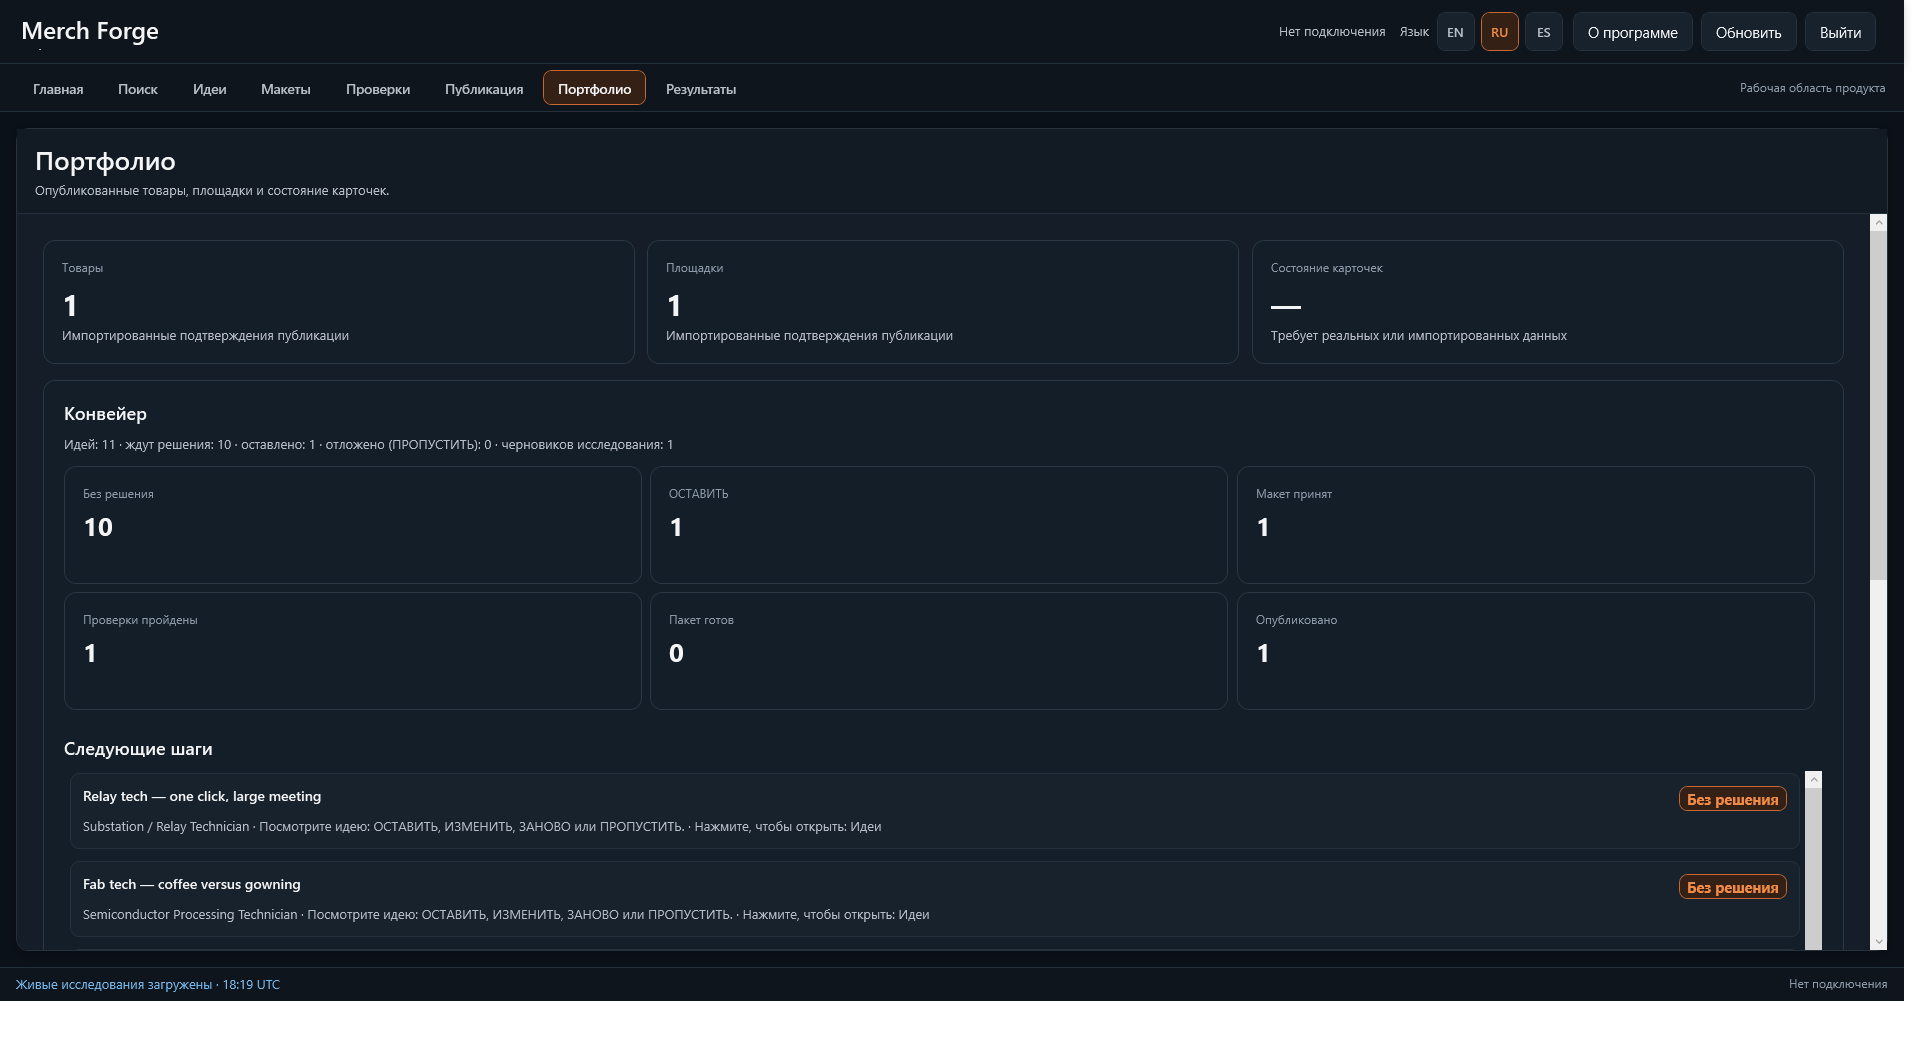 Merch Forge
Нет подключения Язык EN RU ES О программе Обновить Выйти
Главная Поиск Идеи Макеты Проверки Публикация Портфолио Результаты Рабочая область продукта
Портфолио
Опубликованные товары, площадки и состояние карточек.
Товары
1
Импортированные подтверждения публикации
Площадки
1
Импортированные подтверждения публикации
Состояние карточек
—
Требует реальных или импортированных данных
Конвейер
Идей: 11 · ждут решения: 10 · оставлено: 1 · отложено (ПРОПУСТИТЬ): 0 · черновиков исследования: 1
Без решения
10
ОСТАВИТЬ
1
Макет принят
1
Проверки пройдены
1
Пакет готов
0
Опубликовано
1
Следующие шаги
Relay tech — one click, large meeting
Без решения
Substation / Relay Technician · Посмотрите идею: ОСТАВИТЬ, ИЗМЕНИТЬ, ЗАНОВО или ПРОПУСТИТЬ. · Нажмите, чтобы открыть: Идеи
Fab tech — coffee versus gowning
Без решения
Semiconductor Processing Technician · Посмотрите идею: ОСТАВИТЬ, ИЗМЕНИТЬ, ЗАНОВО или ПРОПУСТИТЬ. · Нажмите, чтобы открыть: Идеи
Живые исследования загружены · 18:19 UTC
Нет подключения